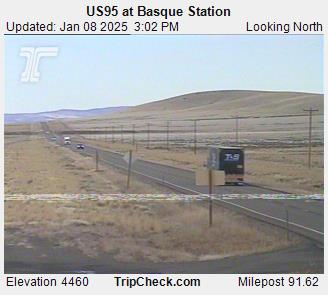 US95 at Basque Station
Updated: Jan 08 2025  3:02 PM Looking North
Elevation 4460 TripCheck.com Milepost 91.62